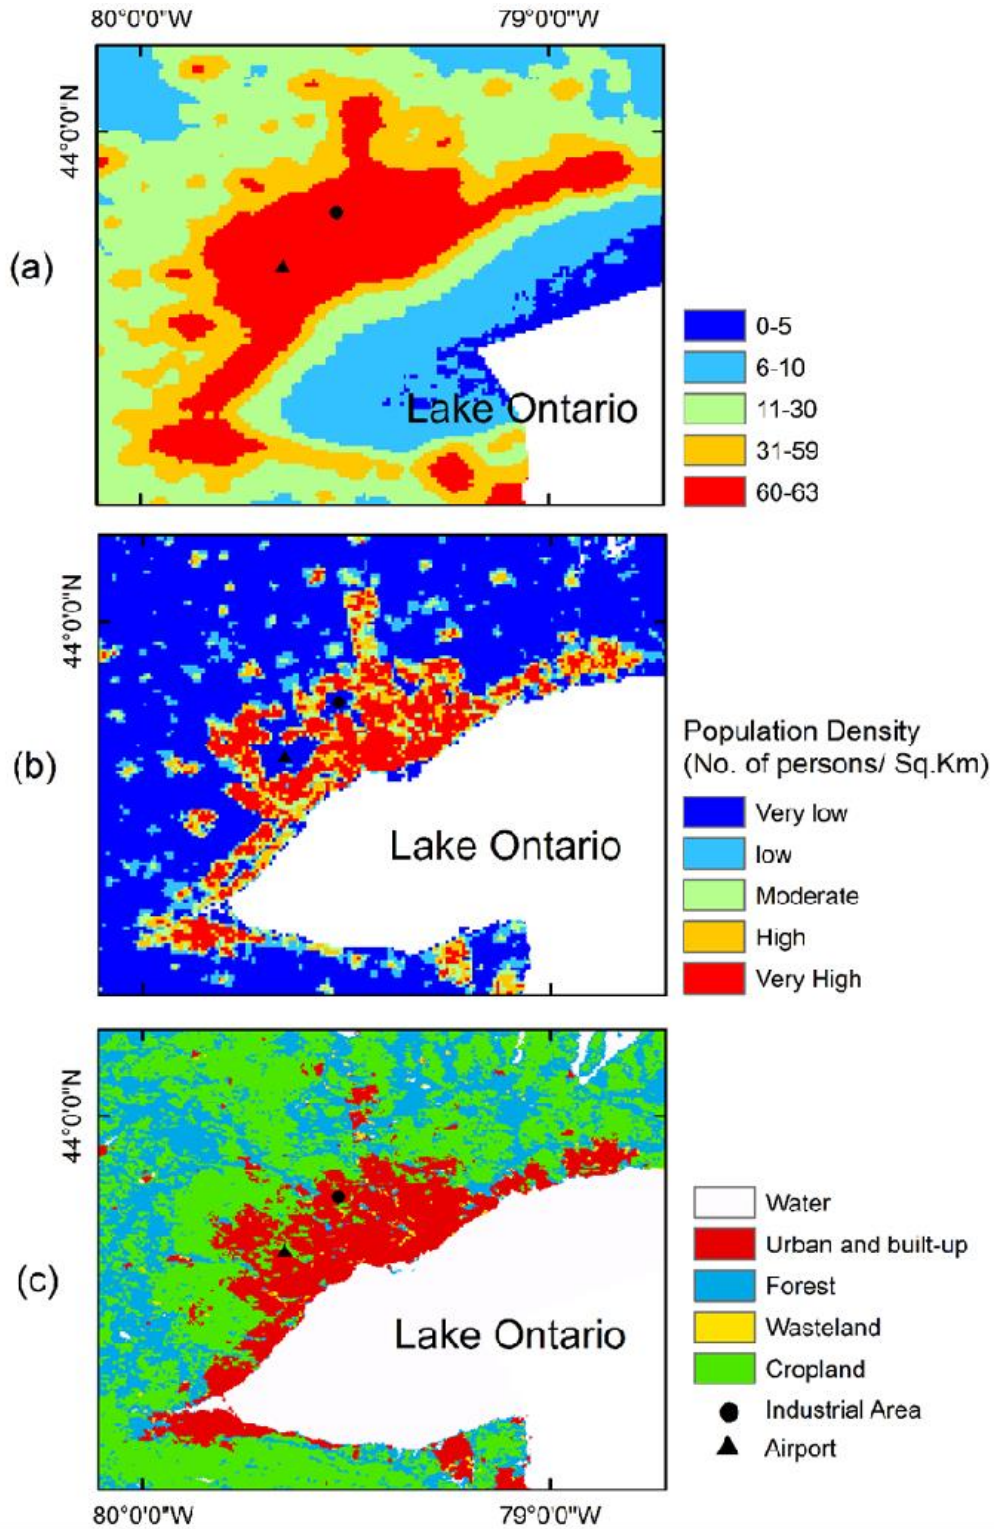 80°0'0"W 79°0'0"W
44°0'0"N
(a)
Lake Ontario
0-5
6-10
11-30
31-59
60-63
44°0'0"N
(b)
Lake Ontario
Population Density
(No. of persons/ Sq.Km)
Very low
low
Moderate
High
Very High
44°0'0"N
(c)
Lake Ontario
Water
Urban and built-up
Forest
Wasteland
Cropland
Industrial Area
Airport
80°0'0"W 79°0'0"W